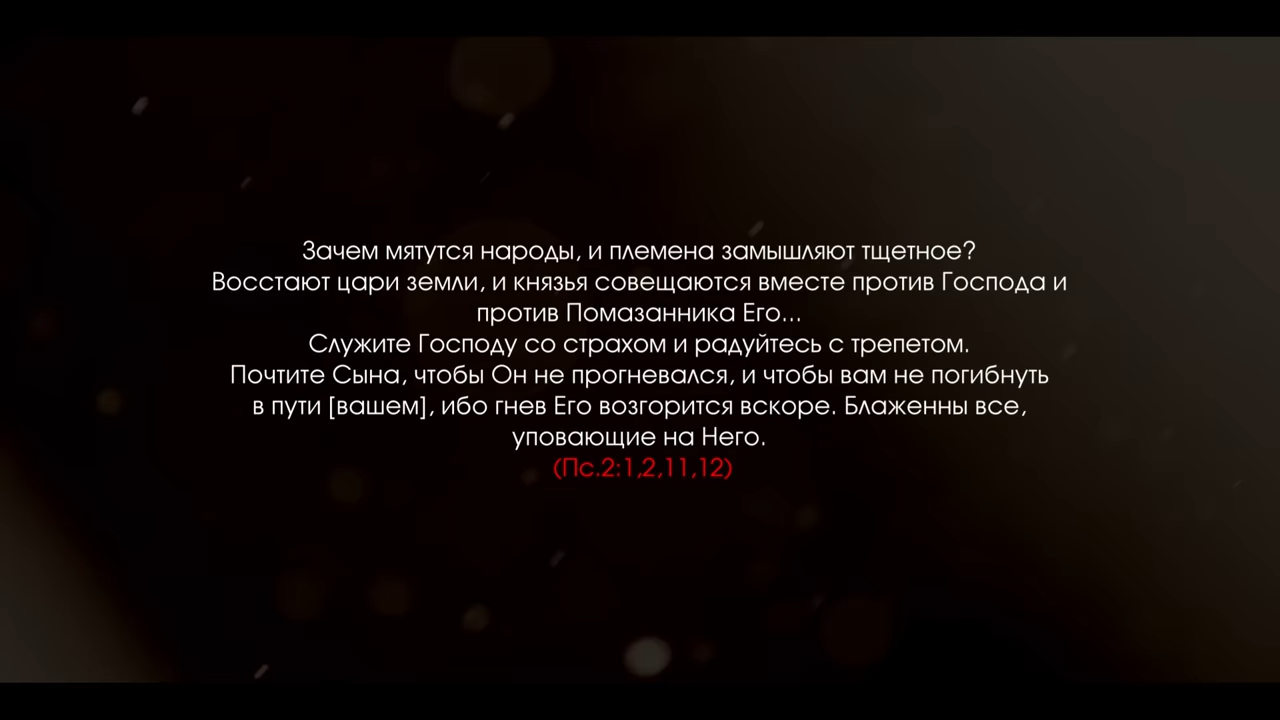 Зачем мятутся народы, и племена замышляют тщетное?
Восстают цари земли, и князья совещаются вместе против Господа и
против Помазанника Его...
Служите Господу со страхом и радуйтесь с трепетом.
Почтите Сына, чтобы Он не прогневался, и чтобы вам не погибнуть
в пути [вашем], ибо гнев Его возгорится вскоре. Блаженны все,
уповающие на Него.
(Пс.2:1,2,11,12)